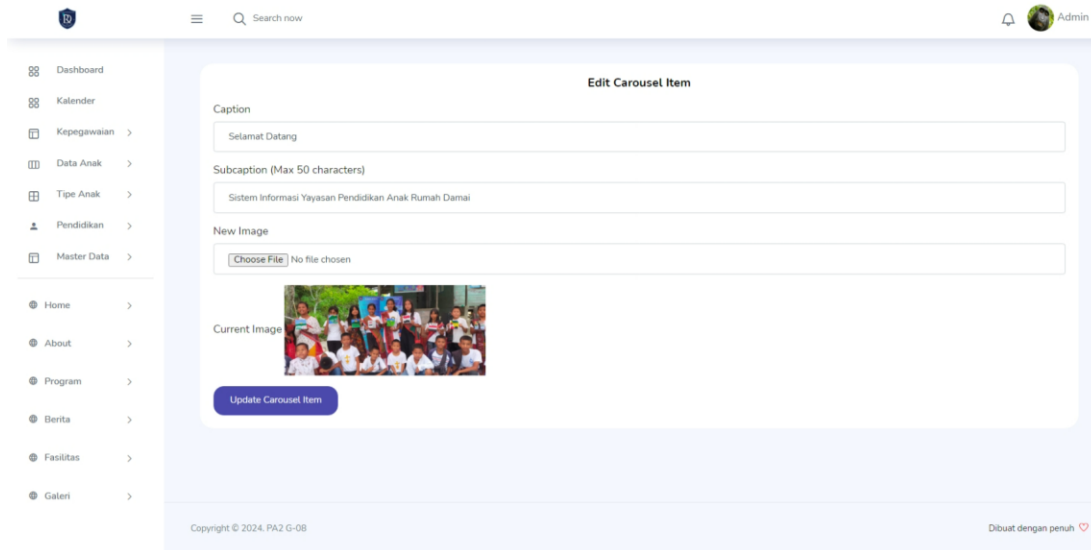 Search now
Admin
Dashboard
Kalender
Kepegawaian
Data Anak
Tipe Anak
Pendidikan
Master Data
Home
About
Program
Berita
Fasilitas
Galeri
Edit Carousel Item
Caption
Selamat Datang
Subcaption (Max 50 characters)
Sistem Informasi Yayasan Pendidikan Anak Rumah Damai
New Image
Choose File No file chosen
Current Image
Update Carousel Item
Copyright © 2024. PA2 G-08
Dibuat dengan penuh